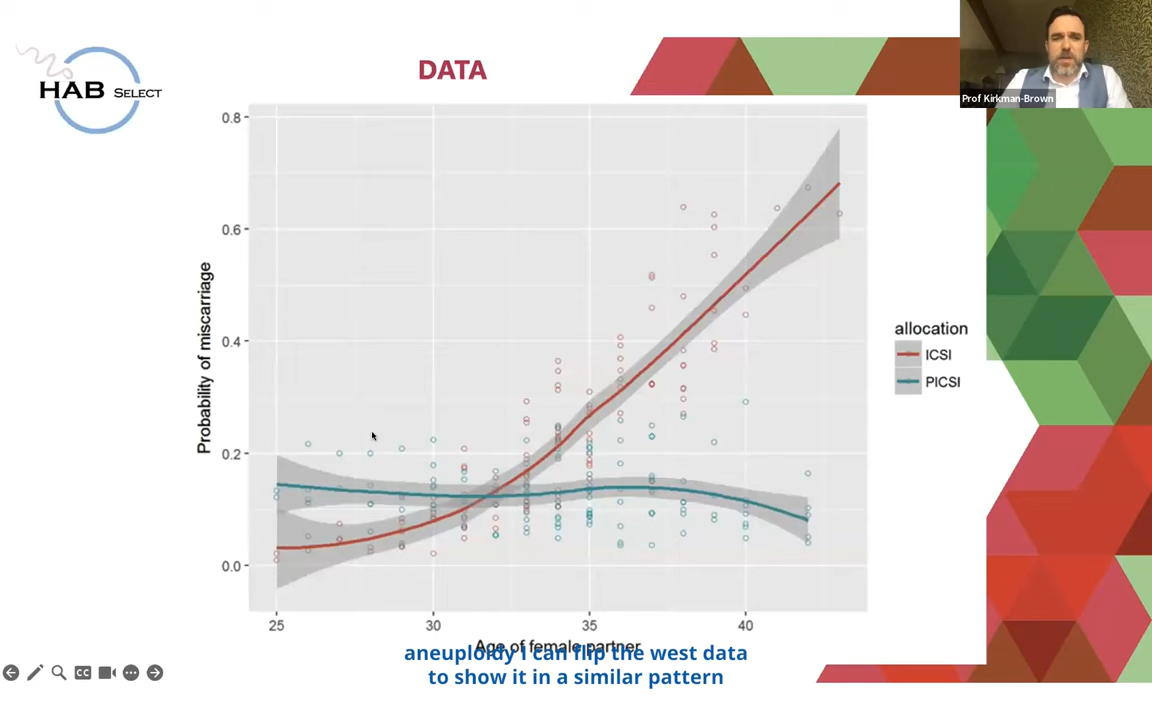 HAB SELECT
DATA
Prof Kirkman-Brown
0.8
0.6
0.4
0.2
0.0
Probability of miscarriage
25
30
35
40
Age of female partner
allocation
ICSI
PICSI
aneuploidy I can flip the west data
to show it in a similar pattern
CC